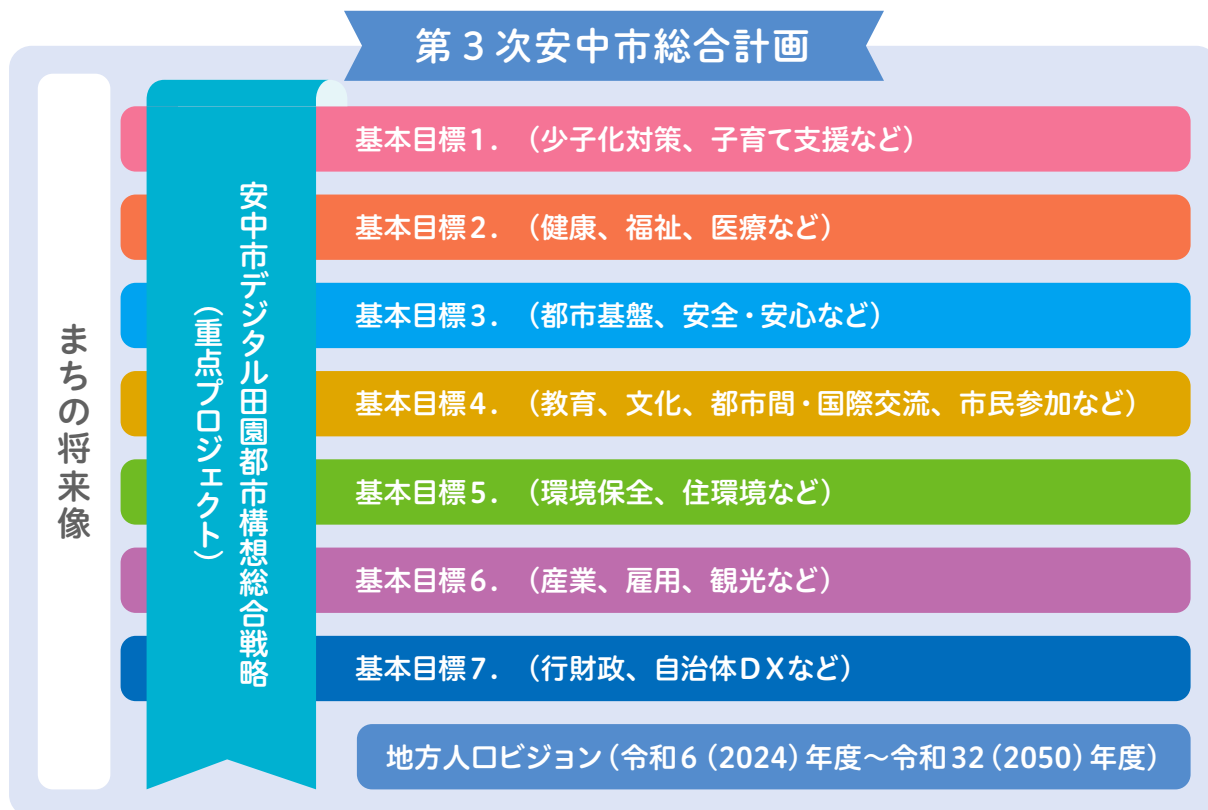 第3次安中市総合計画
まちの将来像
安中市デジタル田園都市構想総合戦略
（重点プロジェクト）
基本目標1．（少子化対策、子育て支援など）
基本目標2．（健康、福祉、医療など）
基本目標3．（都市基盤、安全・安心など）
基本目標4．（教育、文化、都市間・国際交流、市民参加など）
基本目標5．（環境保全、住環境など）
基本目標6．（産業、雇用、観光など）
基本目標7．（行財政、自治体DXなど）
地方人口ビジョン（令和6（2024）年度～令和32（2050）年度）